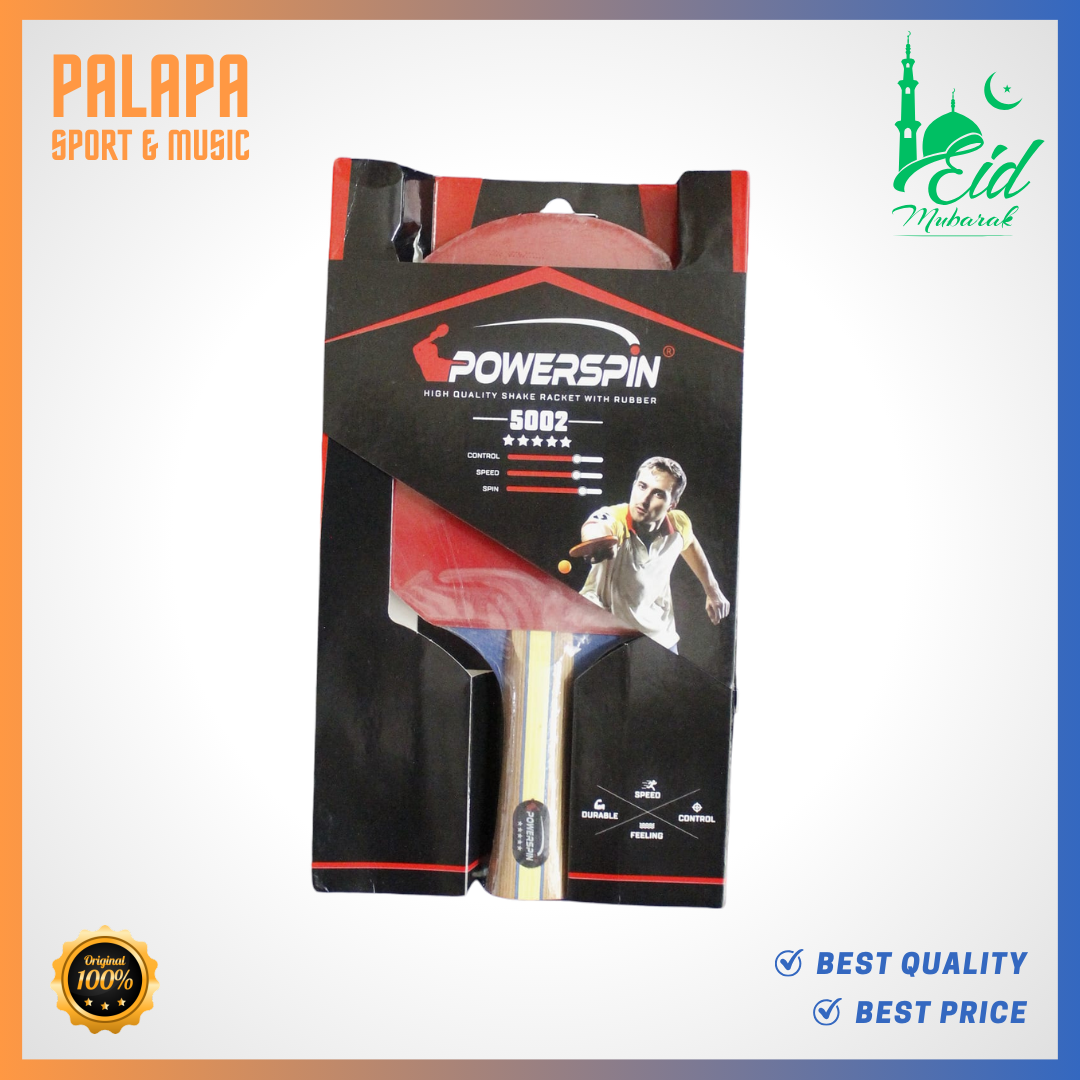 PALAPA
SPORT & MUSIC
Eid
Mubarak
POWERSPIN®
HIGH QUALITY SHAKE RACKET WITH RUBBER
5002
CONTROL
SPEED
SPIN
SPEED
DURABLE
CONTROL
FEELING
POWERSPIN
Original
100%
BEST QUALITY
BEST PRICE